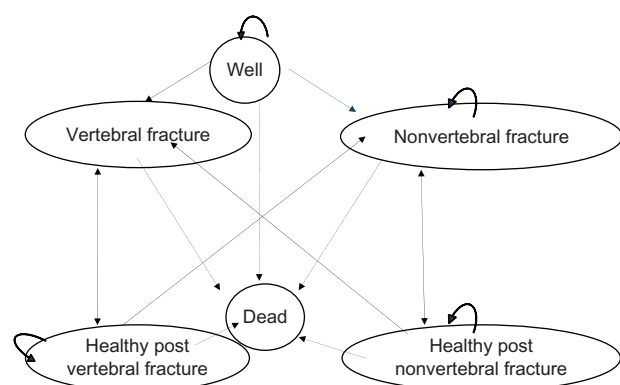 Well
Vertebral fracture
Nonvertebral fracture
Dead
Healthy post
vertebral fracture
Healthy post
nonvertebral fracture